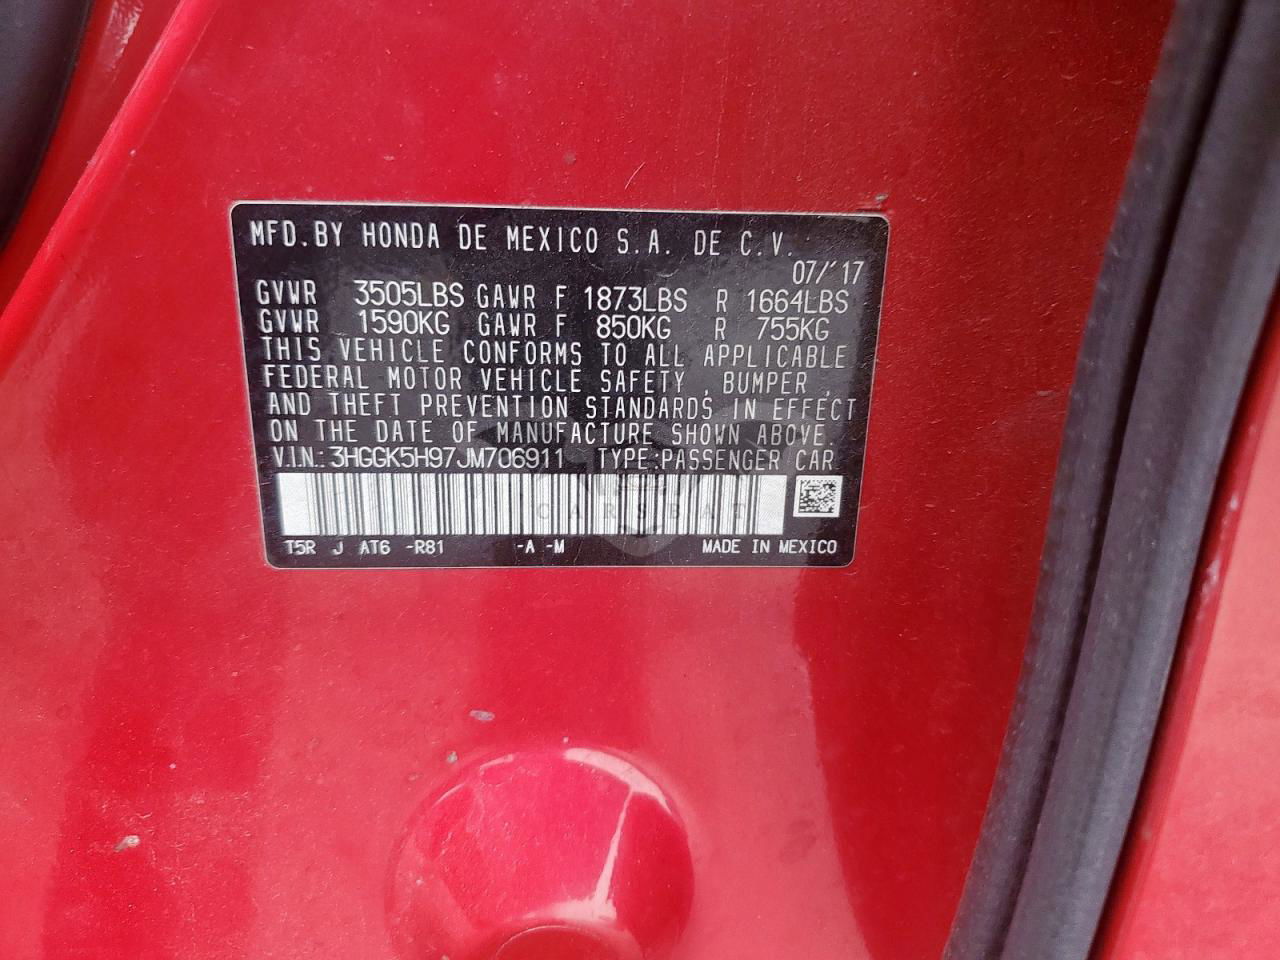 MFD.BY HONDA DE MEXICO S.A. DE C.V.
07/'17
GVWR 3505LBS GAWR F 1873LBS R 1664LBS
GVWR 1590KG GAWR F 850KG R 755KG
THIS VEHICLE CONFORMS TO ALL APPLICABLE
FEDERAL MOTOR VEHICLE SAFETY , BUMPER ,
AND THEFT PREVENTION STANDARDS IN EFFECT
ON THE DATE OF MANUFACTURE SHOWN ABOVE.
V.I.N.: 3HGGK5H97JM706911 TYPE:PASSENGER CAR
CARSBAT
T5R J AT6 -R81 -A -M MADE IN MEXICO